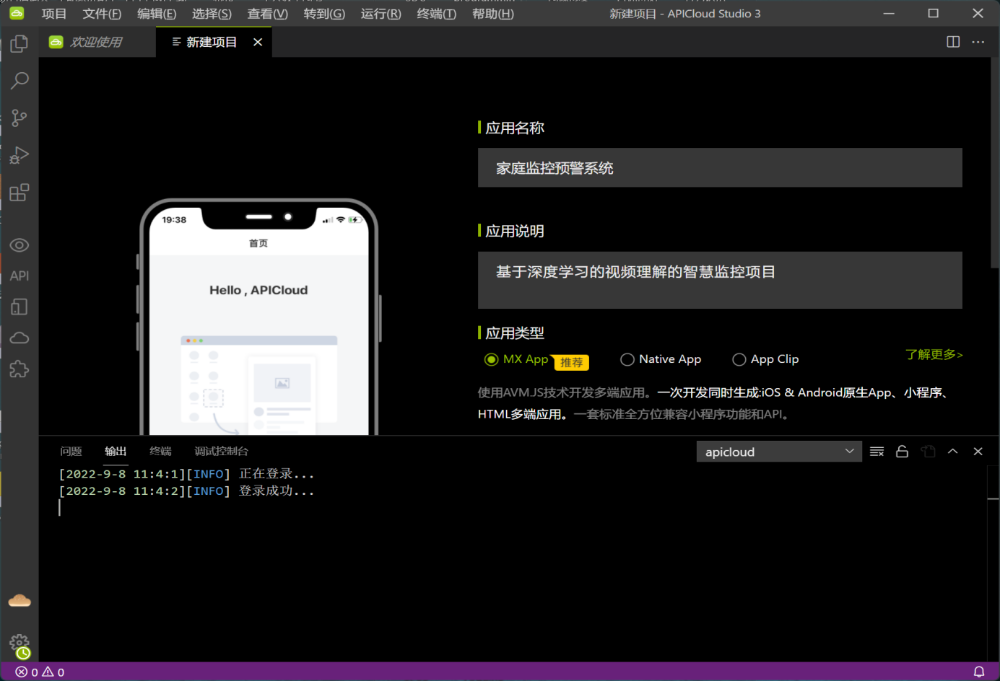 项目 文件(F) 编辑(E) 选择(S) 查看(V) 转到(G) 运行(R) 终端(T) 帮助(H) 新建项目 - APICloud Studio 3
欢迎使用 新建项目
API
19:38
首页
Hello , APICloud
应用名称
家庭监控预警系统
应用说明
基于深度学习的视频理解的智慧监控项目
应用类型
MX App 推荐 Native App App Clip 了解更多>
使用AVM.JS技术开发多端应用。一次开发同时生成:iOS & Android原生App、小程序、
HTML多端应用。一套标准全方位兼容小程序功能和API。
问题 输出 终端 调试控制台 apicloud
[2022-9-8 11:4:1][INFO] 正在登录...
[2022-9-8 11:4:2][INFO] 登录成功...
0 0